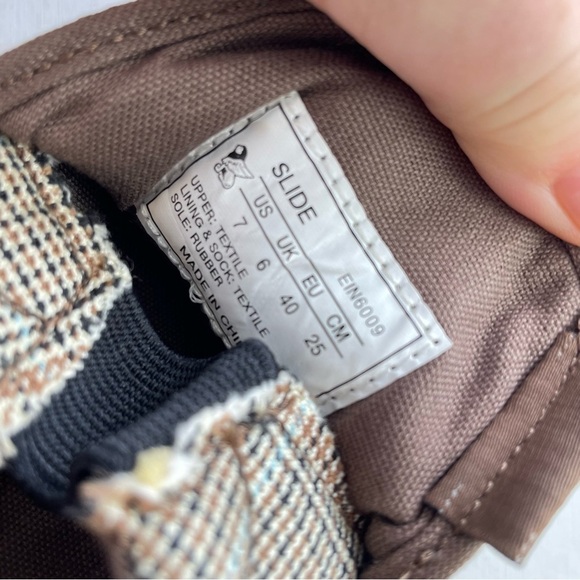 SLIDE EIN6009
US UK EU CM
7 6 40 25
UPPER: TEXTILE
LINING & SOCK: TEXTILE
SOLE: RUBBER
MADE IN CHI